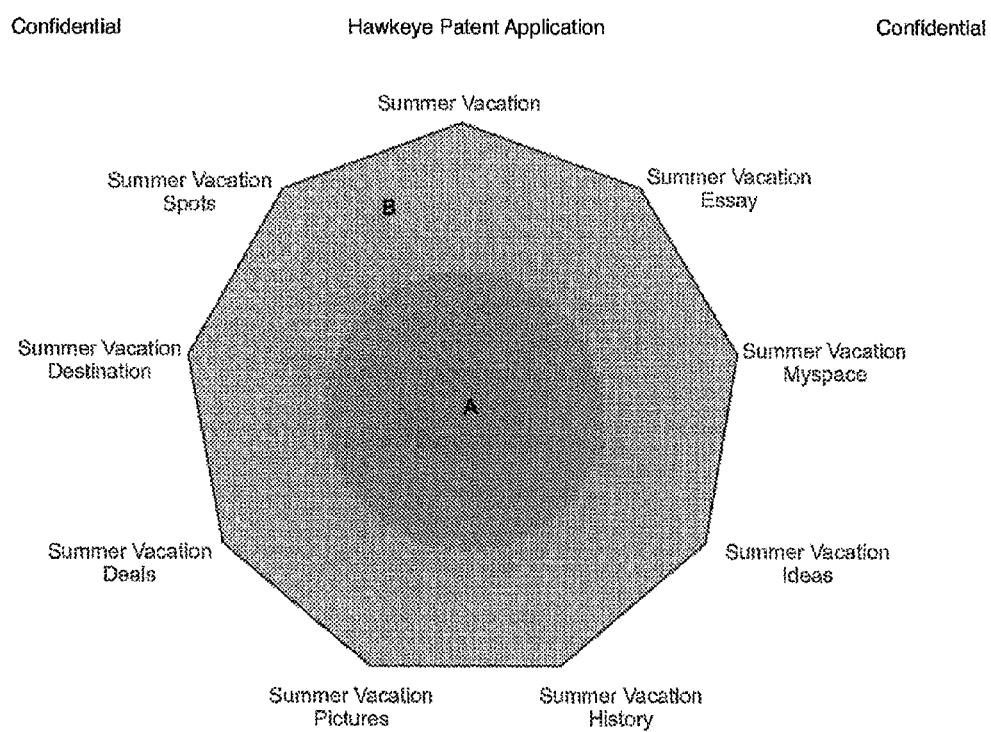 Confidential Hawkeye Patent Application Confidential
Summer Vacation
Summer Vacation
Spots
Summer Vacation
Essay
B
Summer Vacation
Destination
Summer Vacation
Myspace
A
Summer Vacation
Deals
Summer Vacation
Ideas
Summer Vacation
Pictures
Summer Vacation
History